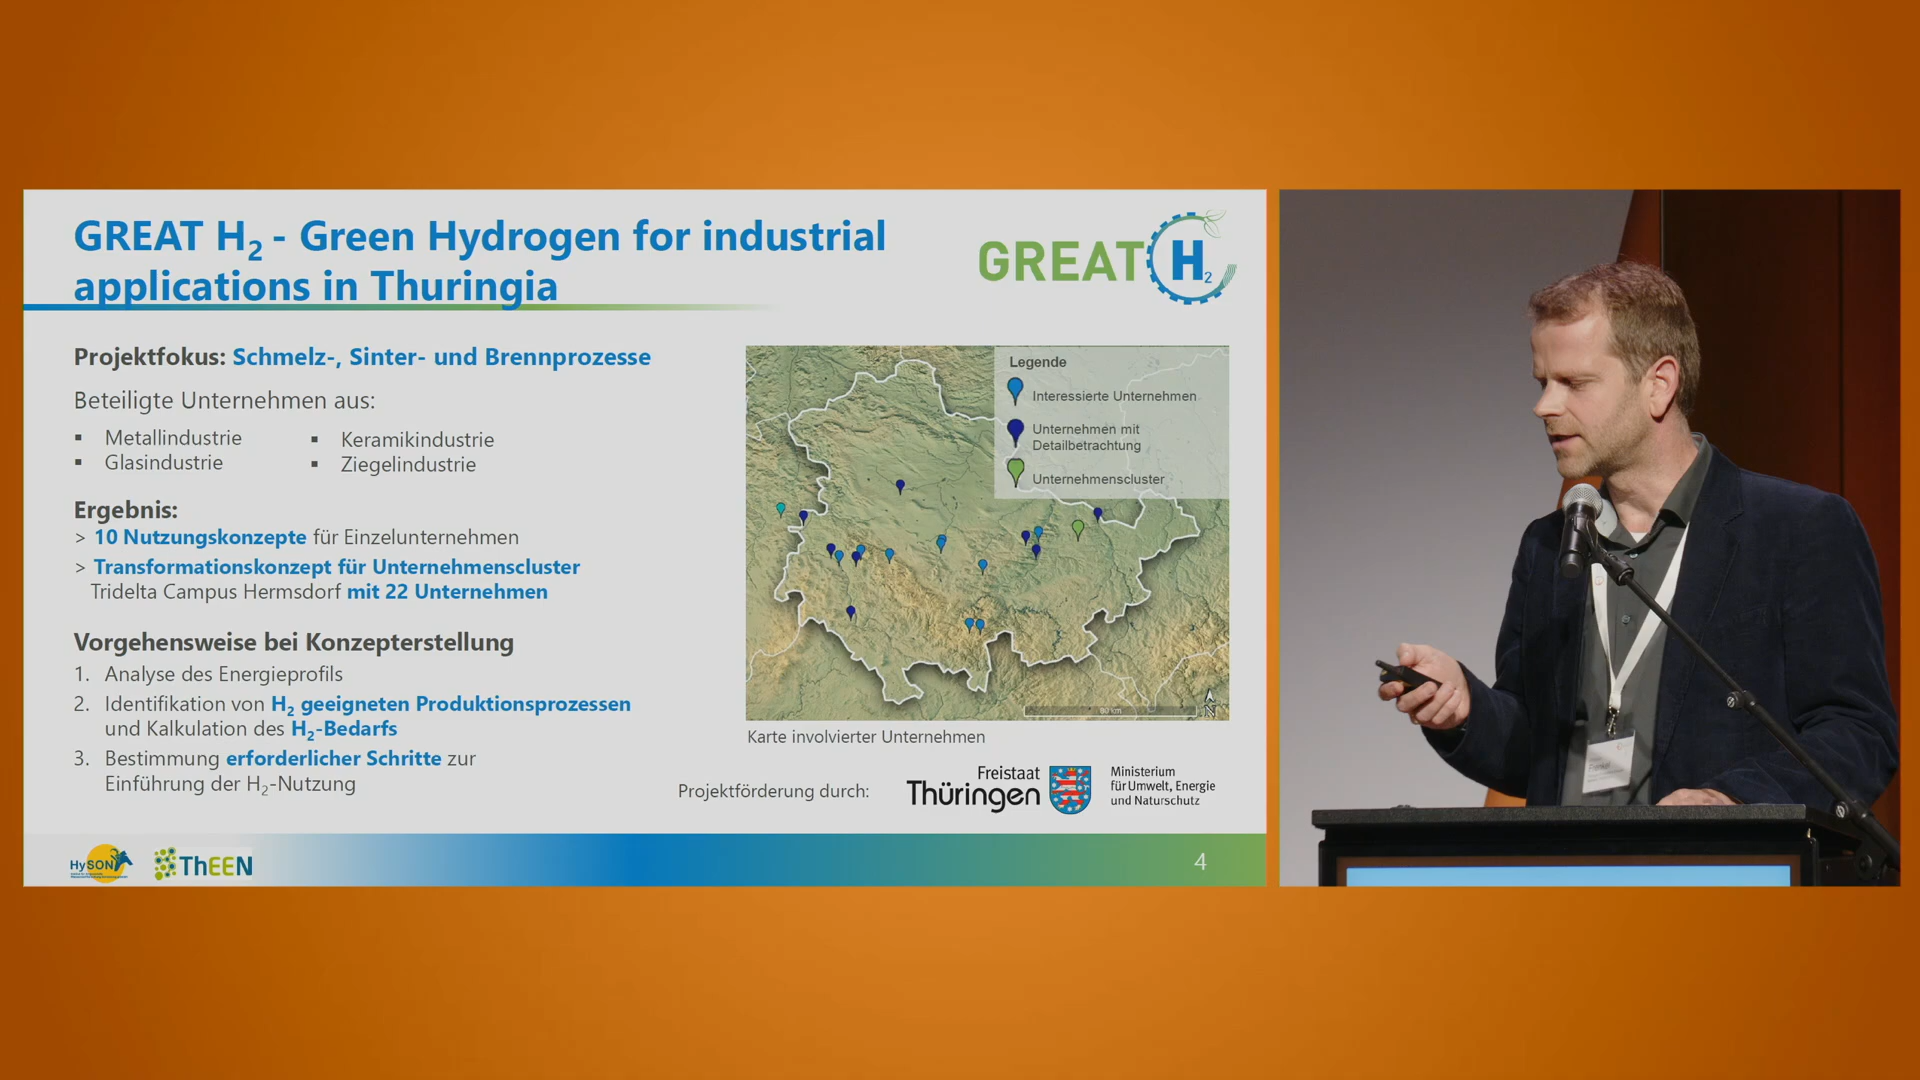 GREAT H₂ - Green Hydrogen for industrial
applications in Thuringia
GREAT H₂
Projektfokus: Schmelz-, Sinter- und Brennprozesse
Beteiligte Unternehmen aus:
▪ Metallindustrie
▪ Glasindustrie
▪ Keramikindustrie
▪ Ziegelindustrie
Ergebnis:
> 10 Nutzungskonzepte für Einzelunternehmen
> Transformationskonzept für Unternehmenscluster
Tridelta Campus Hermsdorf mit 22 Unternehmen
Vorgehensweise bei Konzepterstellung
1. Analyse des Energieprofils
2. Identifikation von H₂ geeigneten Produktionsprozessen
und Kalkulation des H₂-Bedarfs
3. Bestimmung erforderlicher Schritte zur
Einführung der H₂-Nutzung
Legende
Interessierte Unternehmen
Unternehmen mit
Detailbetrachtung
Unternehmenscluster
N
Karte involvierter Unternehmen
Projektförderung durch:
Freistaat
Thüringen
Ministerium
für Umwelt, Energie
und Naturschutz
HySON
ThEEN
4